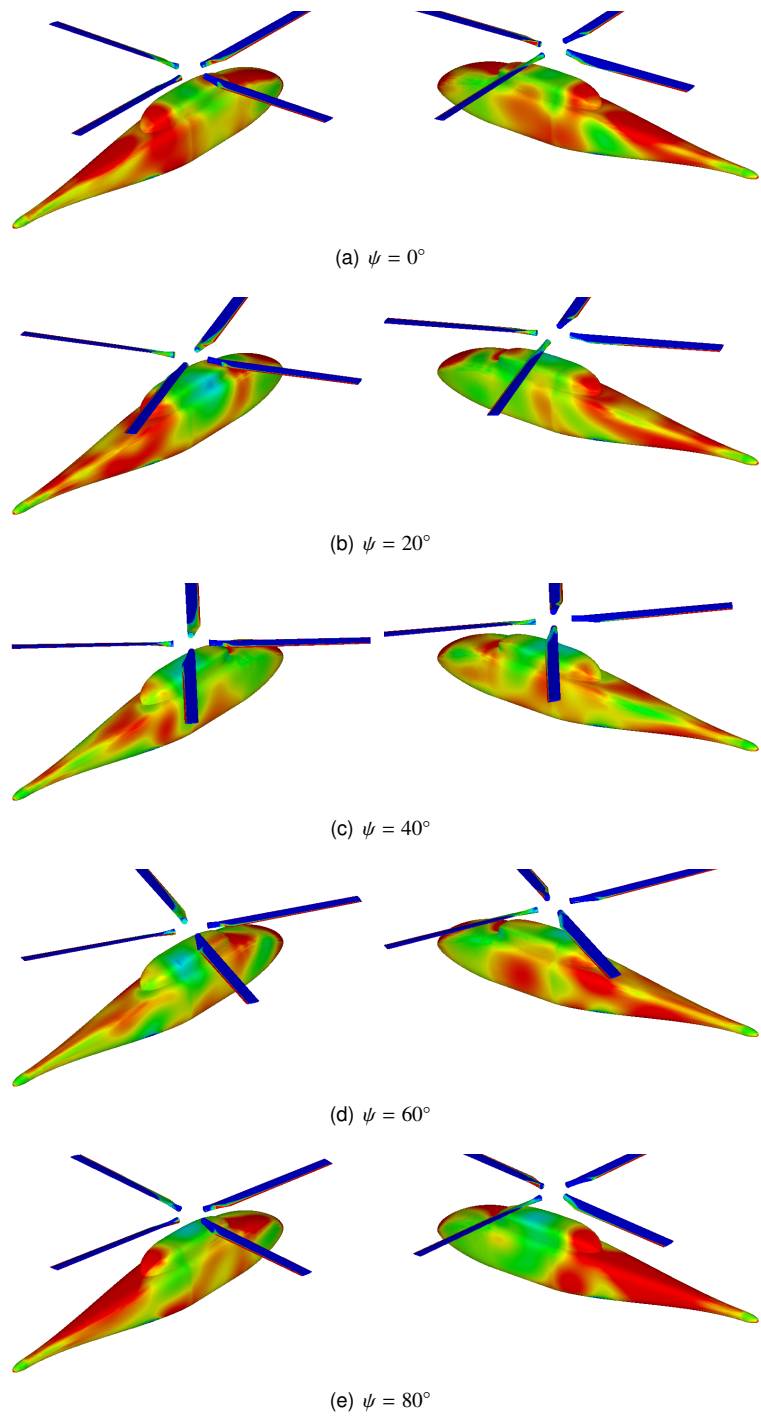 (a) ψ = 0°
(b) ψ = 20°
(c) ψ = 40°
(d) ψ = 60°
(e) ψ = 80°